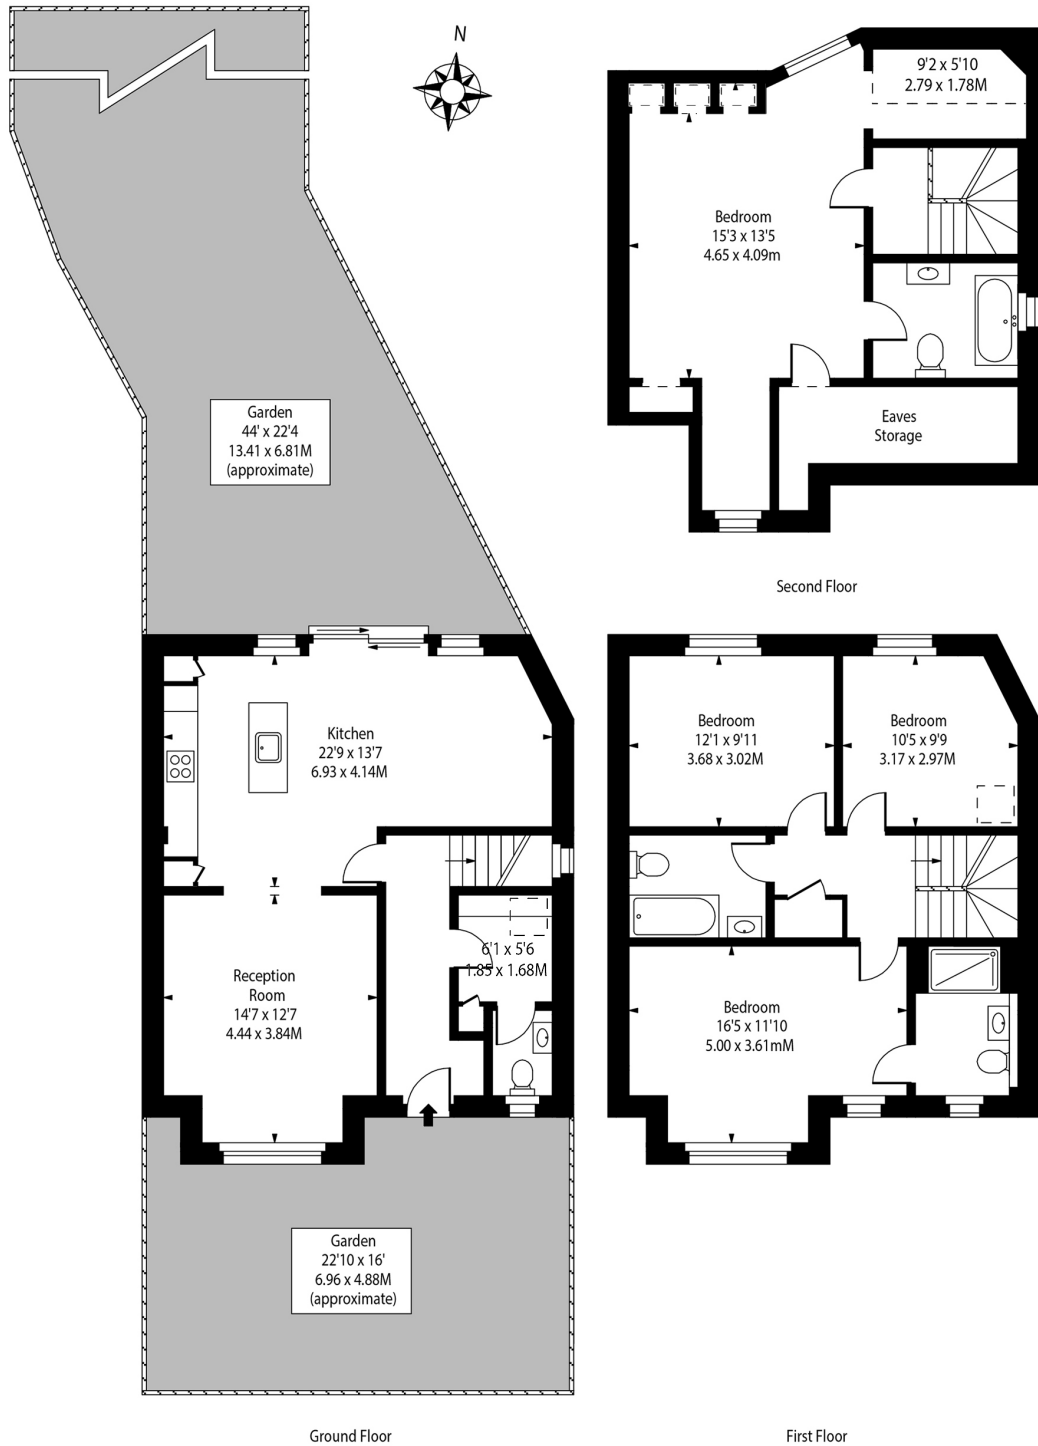 N
9'2 x 5'10
2.79 x 1.78M
Bedroom
15'3 x 13'5
4.65 x 4.09m
Eaves
Storage
Second Floor
Garden
44' x 22'4
13.41 x 6.81M
(approximate)
Kitchen
22'9 x 13'7
6.93 x 4.14M
Reception
Room
14'7 x 12'7
4.44 x 3.84M
6'1 x 5'6
1.85 x 1.68M
Garden
22'10 x 16'
6.96 x 4.88M
(approximate)
Ground Floor
Bedroom
12'1 x 9'11
3.68 x 3.02M
Bedroom
10'5 x 9'9
3.17 x 2.97M
Bedroom
16'5 x 11'10
5.00 x 3.61mM
First Floor